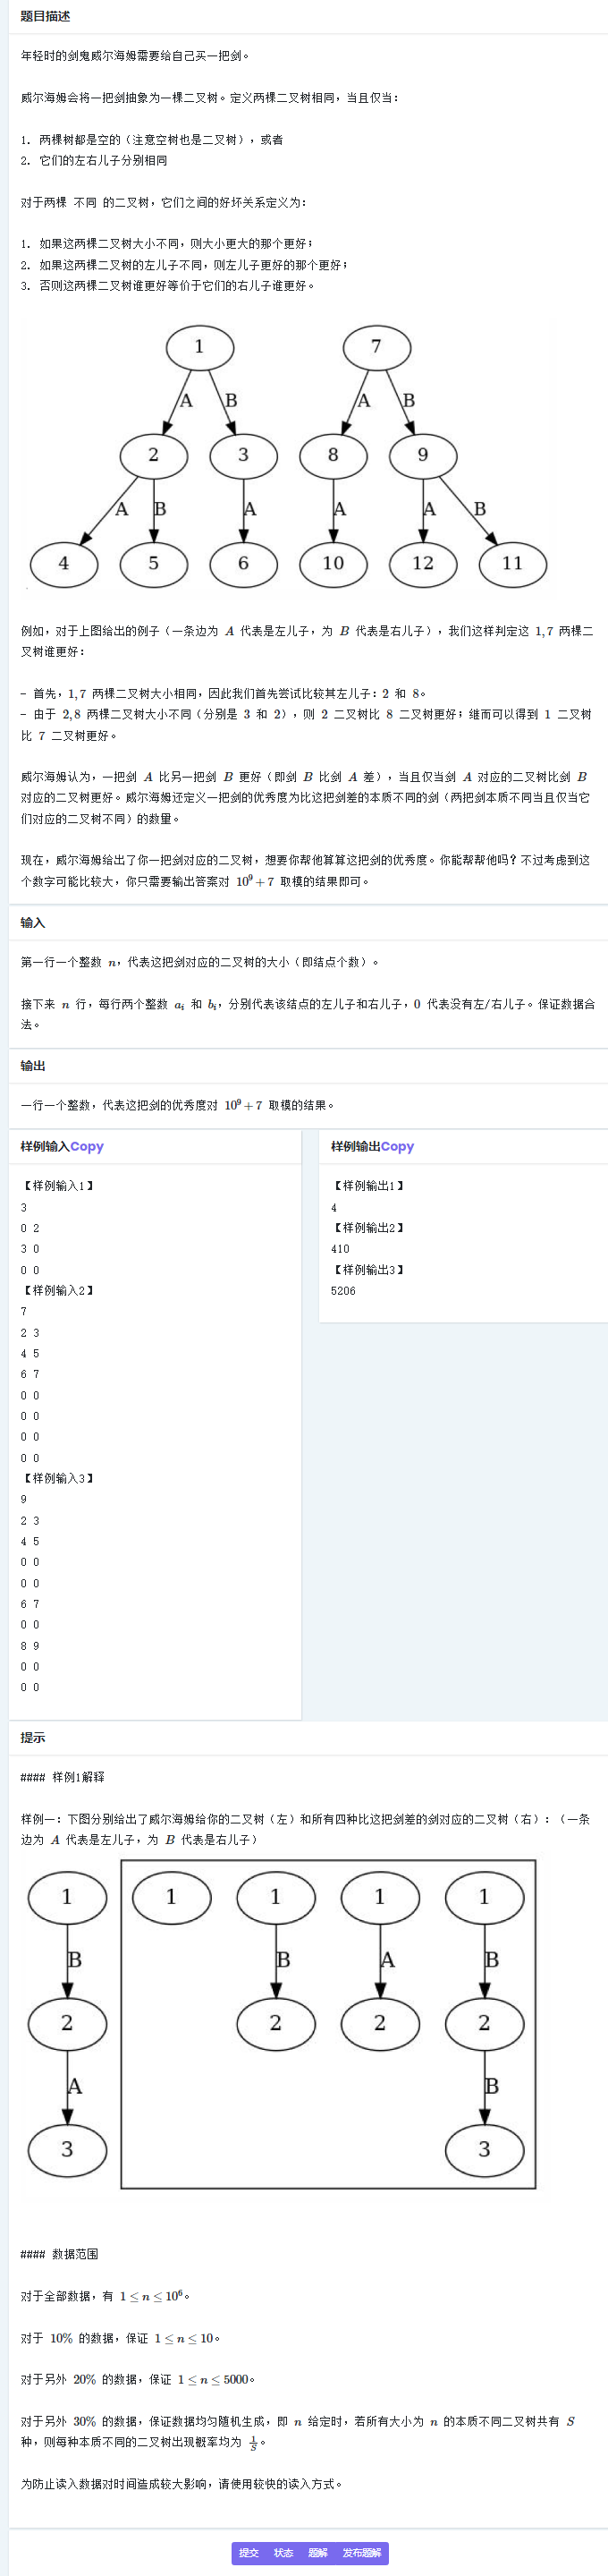 题目描述
年轻时的剑鬼威尔海姆需要给自己买一把剑。
威尔海姆会将一把剑抽象为一棵二叉树。定义两棵二叉树相同，当且仅当：
1. 两棵树都是空的（注意空树也是二叉树），或者
2. 它们的左右儿子分别相同
对于两棵 不同 的二叉树，它们之间的好坏关系定义为：
1. 如果这两棵二叉树大小不同，则大小更大的那个更好；
2. 如果这两棵二叉树的左儿子不同，则左儿子更好的那个更好；
3. 否则这两棵二叉树谁更好等价于它们的右儿子谁更好。
1 7
A B A B
2 3 8 9
A B A A A B
4 5 6 10 12 11
例如，对于上图给出的例子（一条边为 A 代表是左儿子，为 B 代表是右儿子），我们这样判定这 1,7 两棵二
叉树谁更好：
- 首先，1,7 两棵二叉树大小相同，因此我们首先尝试比较其左儿子：2 和 8。
- 由于 2,8 两棵二叉树大小不同（分别是 3 和 2），则 2 二叉树比 8 二叉树更好；继而可以得到 1 二叉树
比 7 二叉树更好。
威尔海姆认为，一把剑 A 比另一把剑 B 更好（即剑 B 比剑 A 差），当且仅当剑 A 对应的二叉树比剑 B
对应的二叉树更好。威尔海姆还定义一把剑的优秀度为比这把剑差的本质不同的剑（两把剑本质不同当且仅当它
们对应的二叉树不同）的数量。
现在，威尔海姆给出了你一把剑对应的二叉树，想要你帮他算算这把剑的优秀度。你能帮帮他吗？不过考虑到这
个数字可能比较大，你只需要输出答案对 10⁹ + 7 取模的结果即可。
输入
第一行一个整数 n，代表这把剑对应的二叉树的大小（即结点个数）。
接下来 n 行，每行两个整数 aᵢ 和 bᵢ，分别代表该结点的左儿子和右儿子，0 代表没有左/右儿子。保证数据合
法。
输出
一行一个整数，代表这把剑的优秀度对 10⁹ + 7 取模的结果。
样例输入Copy
【样例输入1】
3
0 2
3 0
0 0
【样例输入2】
7
2 3
4 5
6 7
0 0
0 0
0 0
0 0
【样例输入3】
9
2 3
4 5
0 0
0 0
6 7
0 0
8 9
0 0
0 0
样例输出Copy
【样例输出1】
4
【样例输出2】
410
【样例输出3】
5206
提示
#### 样例1解释
样例一：下图分别给出了威尔海姆给你的二叉树（左）和所有四种比这把剑差的剑对应的二叉树（右）：（一条
边为 A 代表是左儿子，为 B 代表是右儿子）
1 1 1 1 1
B B A B
2 2 2 2
A B
3 3
#### 数据范围
对于全部数据，有 1 ≤ n ≤ 10⁶。
对于 10% 的数据，保证 1 ≤ n ≤ 10。
对于另外 20% 的数据，保证 1 ≤ n ≤ 5000。
对于另外 30% 的数据，保证数据均匀随机生成，即 n 给定时，若所有大小为 n 的本质不同二叉树共有 S
种，则每种本质不同的二叉树出现概率均为 1/S。
为防止读入数据对时间造成较大影响，请使用较快的读入方式。
提交 状态 题解 发布题解